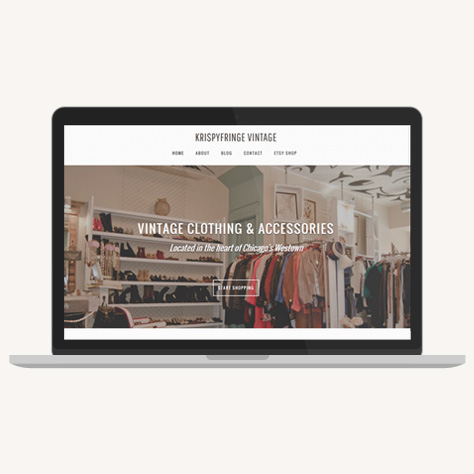 KRISPYFRINGE VINTAGE
HOME ABOUT BLOG CONTACT ETSY SHOP
VINTAGE CLOTHING & ACCESSORIES
Located in the heart of Chicago's Westown
START SHOPPING